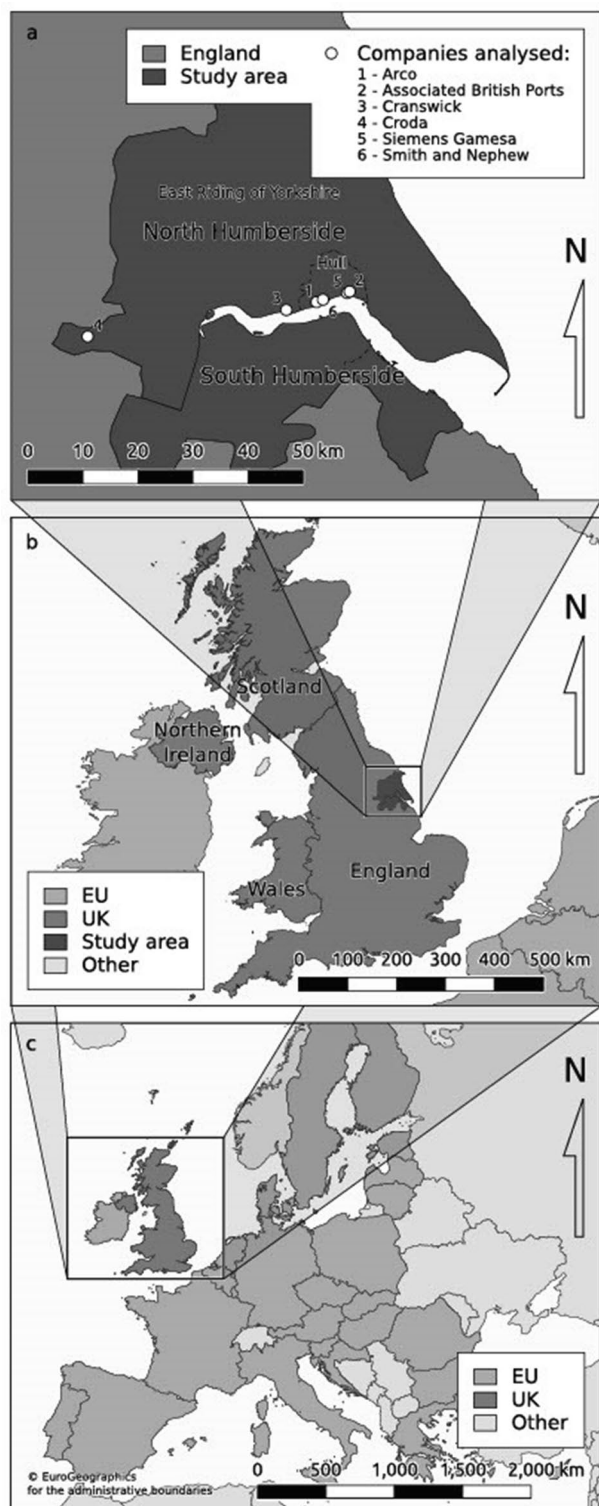 a
England
Study area
Companies analysed:
1 - Arco
2 - Associated British Ports
3 - Cranswick
4 - Croda
5 - Siemens Gamesa
6 - Smith and Nephew
East Riding of Yorkshire
North Humberside
Hull
N
1
2
3
4
5
6
South Humberside
0 10 20 30 40 50 km
b
N
Scotland
Northern
Ireland
Wales
England
EU
UK
Study area
Other
0 100 200 300 400 500 km
c
N
EU
UK
Other
© EuroGeographics
for the administrative boundaries
0 500 1,000 1,500 2,000 km